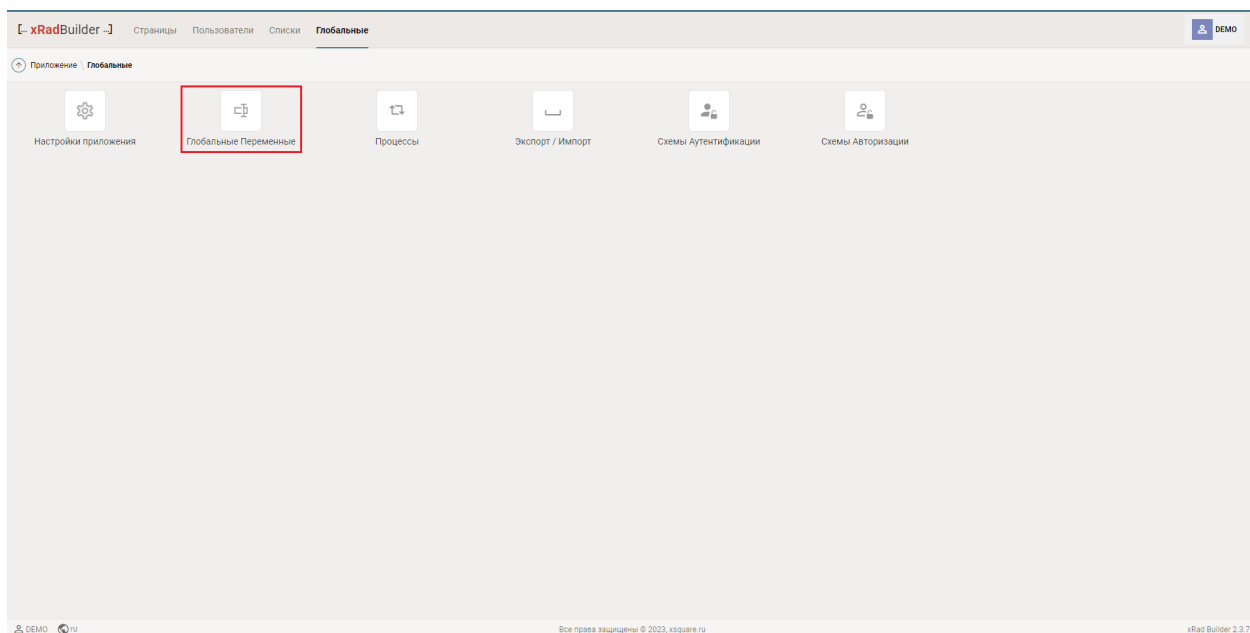 [... xRadBuilder ...] Страницы Пользователи Списки Глобальные DEMO
Приложение \ Глобальные
Настройки приложения Глобальные Переменные Процессы Экспорт / Импорт Схемы Аутентификации Схемы Авторизации
DEMO ru Все права защищены © 2023, xsquare.ru xRad Builder 2.3.7